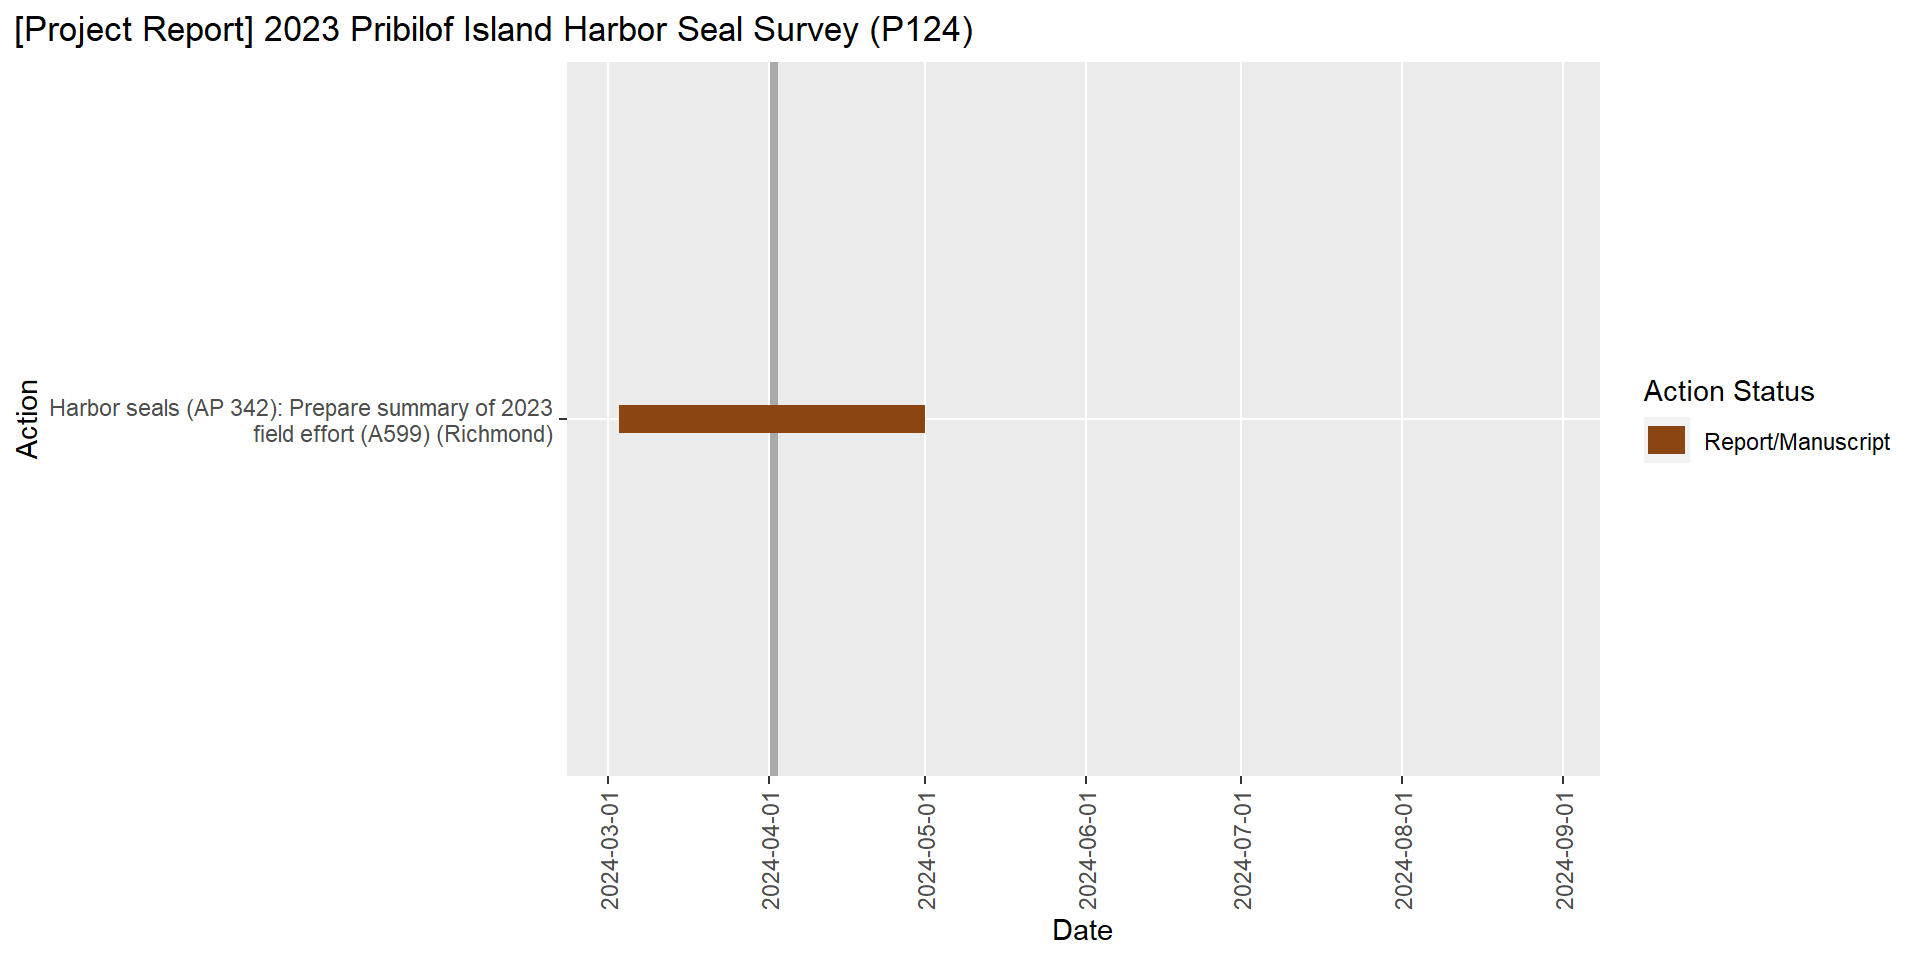 [Project Report] 2023 Pribilof Island Harbor Seal Survey (P124)
Action
Harbor seals (AP 342): Prepare summary of 2023
field effort (A599) (Richmond)
2024-03-01
2024-04-01
2024-05-01
2024-06-01
2024-07-01
2024-08-01
2024-09-01
Date
Action Status
Report/Manuscript